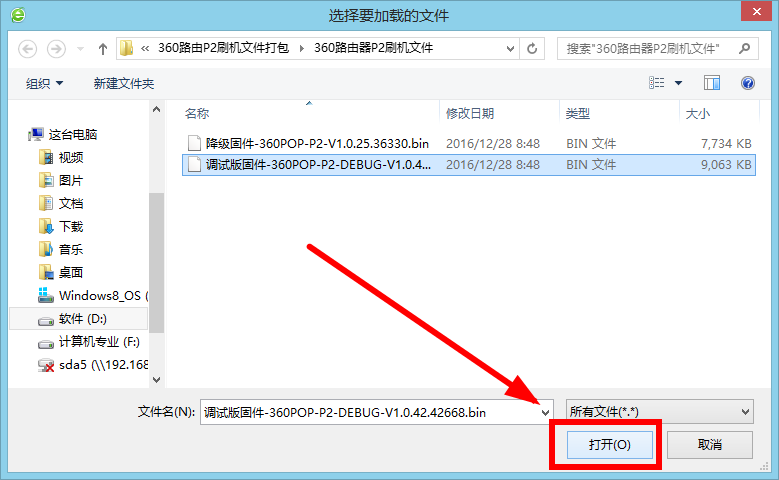 选择要加载的文件
« 360路由P2刷机文件打包 › 360路由器P2刷机文件
搜索"360路由器P2刷机文件"
组织 新建文件夹
名称 修改日期 类型 大小
降级固件-360POP-P2-V1.0.25.36330.bin 2016/12/28 8:48 BIN 文件 7,734 KB
调试版固件-360POP-P2-DEBUG-V1.0.4... 2016/12/28 8:48 BIN 文件 9,063 KB
这台电脑
视频
图片
文档
下载
音乐
桌面
Windows8_OS (
软件 (D:)
计算机专业 (F:)
sda5 (\\192.168
文件名(N): 调试版固件-360POP-P2-DEBUG-V1.0.42.42668.bin 所有文件(*.*)
打开(O) 取消